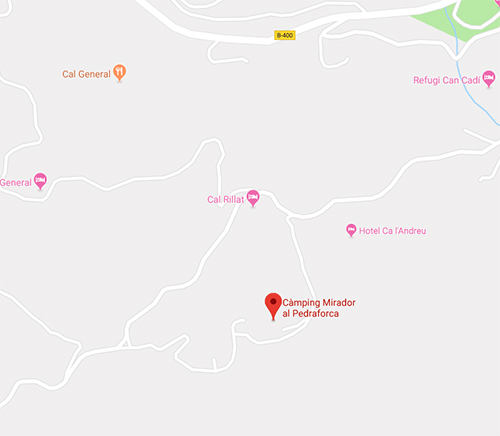 B-400
Cal General
Refugi Can Cadí
General
Cal Rillat
Hotel Ca l'Andreu
Càmping Mirador
al Pedraforca